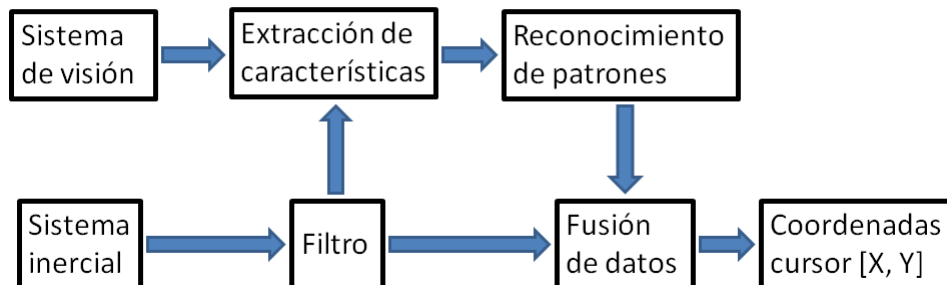 Sistema
de visión
Extracción de
características
Reconocimiento
de patrones
Sistema
inercial
Filtro
Fusión
de datos
Coordenadas
cursor [X, Y]